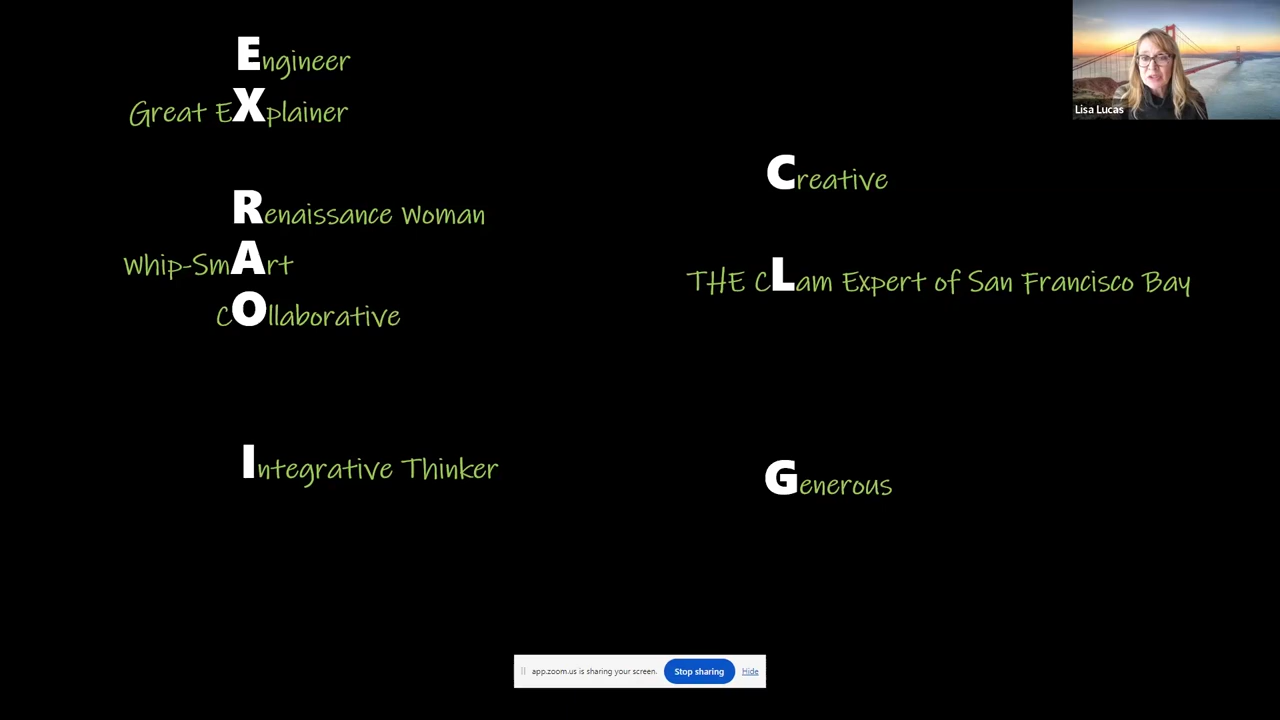 Engineer
Great EXplainer
Renaissance Woman
Whip-SmArt
COllaborative
Integrative Thinker
Creative
THE CLam Expert of San Francisco Bay
Generous
Lisa Lucas
app.zoom.us is sharing your screen. Stop sharing Hide